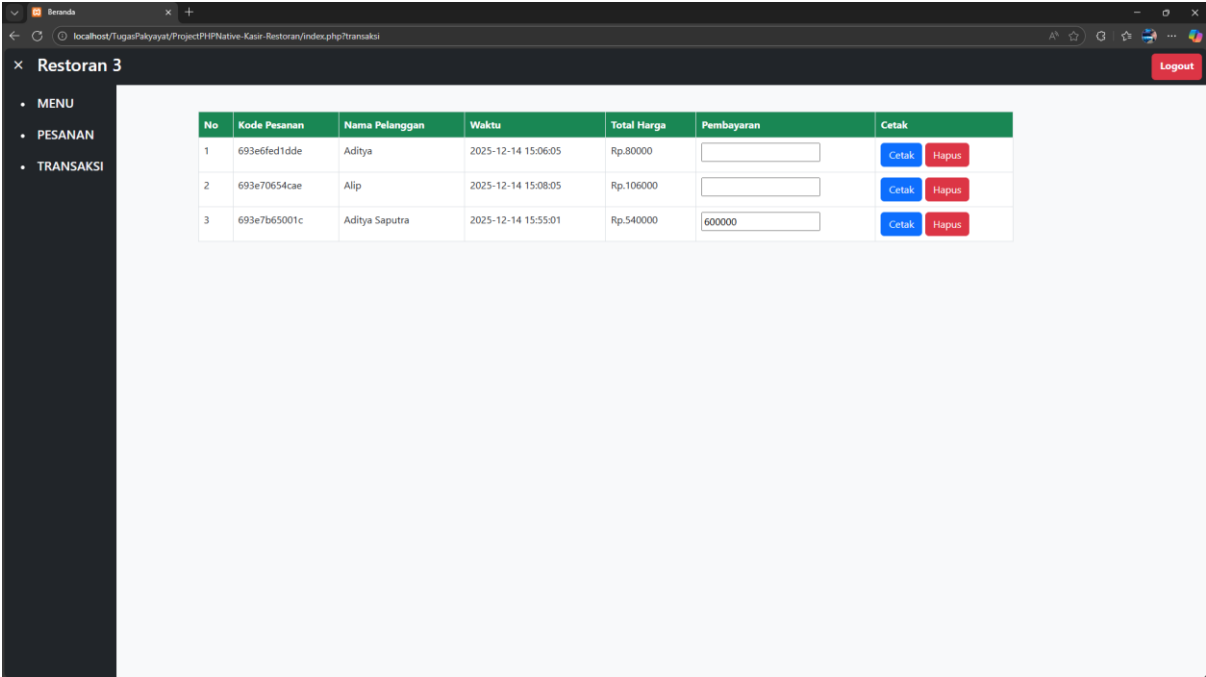 Beranda
localhost/TugasPakyayat/ProjectPHPNative-Kasir-Restoran/index.php?transaksi
Restoran 3
Logout
MENU
PESANAN
TRANSAKSI
No Kode Pesanan Nama Pelanggan Waktu Total Harga Pembayaran Cetak
1 693e6fed1dde Aditya 2025-12-14 15:06:05 Rp.80000 Cetak Hapus
2 693e70654cae Alip 2025-12-14 15:08:05 Rp.106000 Cetak Hapus
3 693e7b65001c Aditya Saputra 2025-12-14 15:55:01 Rp.540000 600000 Cetak Hapus